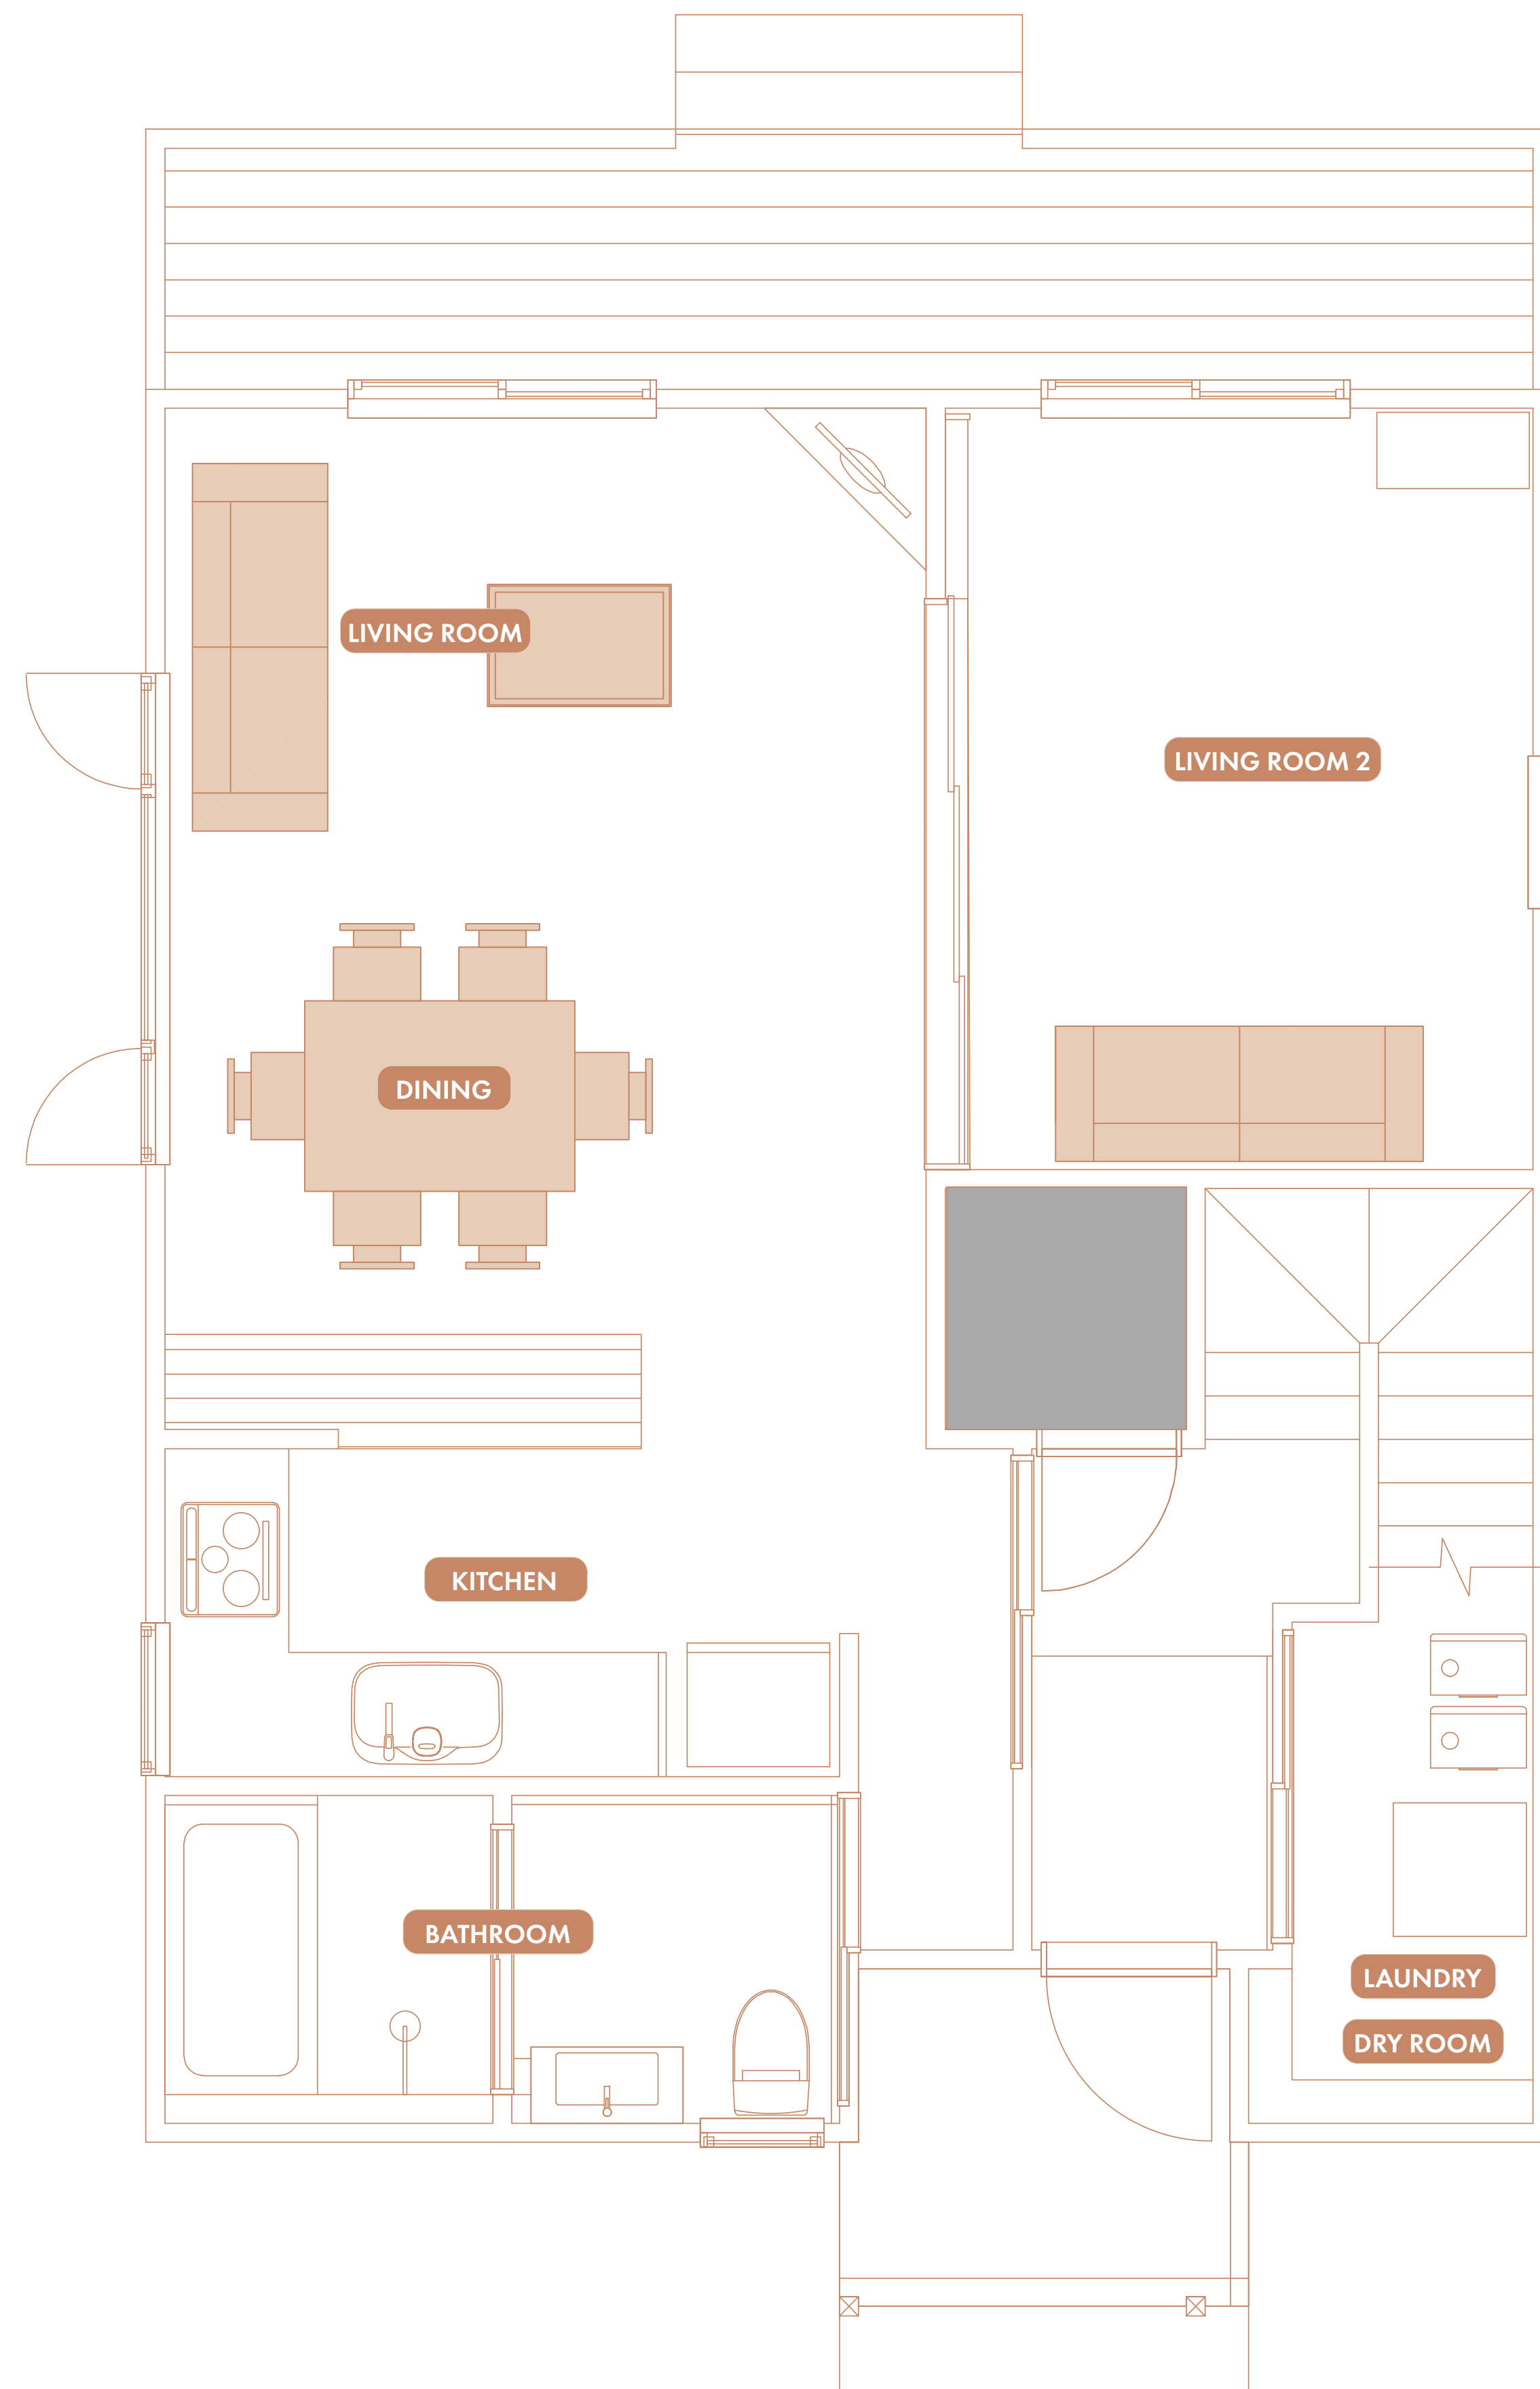 LIVING ROOM
LIVING ROOM 2
DINING
KITCHEN
BATHROOM
LAUNDRY
DRY ROOM